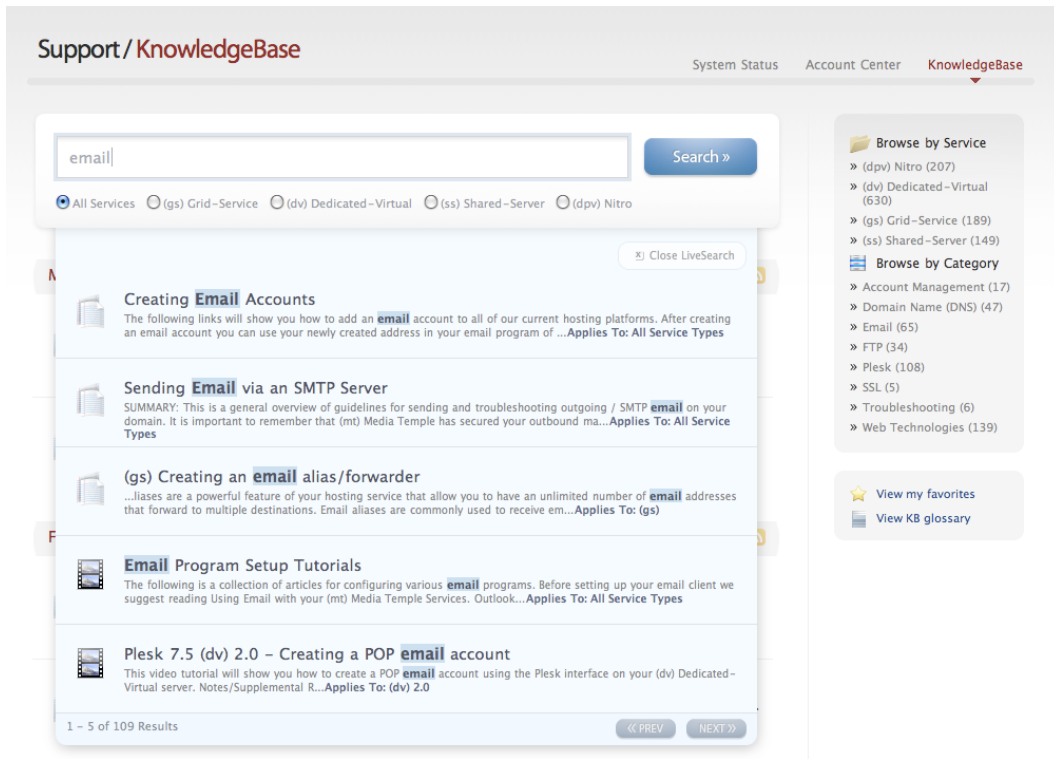 Support / KnowledgeBase
System Status Account Center KnowledgeBase
email
Search »
All Services (gs) Grid-Service (dv) Dedicated-Virtual (ss) Shared-Server (dpv) Nitro
x Close LiveSearch
M
Creating Email Accounts
The following links will show you how to add an email account to all of our current hosting platforms. After creating
an email account you can use your newly created address in your email program of ...Applies To: All Service Types
Sending Email via an SMTP Server
SUMMARY: This is a general overview of guidelines for sending and troubleshooting outgoing / SMTP email on your
domain. It is important to remember that (mt) Media Temple has secured your outbound ma...Applies To: All Service
Types
(gs) Creating an email alias/forwarder
...liases are a powerful feature of your hosting service that allow you to have an unlimited number of email addresses
that forward to multiple destinations. Email aliases are commonly used to receive em...Applies To: (gs)
F
Email Program Setup Tutorials
The following is a collection of articles for configuring various email programs. Before setting up your email client we
suggest reading Using Email with your (mt) Media Temple Services. Outlook...Applies To: All Service Types
Plesk 7.5 (dv) 2.0 – Creating a POP email account
This video tutorial will show you how to create a POP email account using the Plesk interface on your (dv) Dedicated-
Virtual server. Notes/Supplemental R...Applies To: (dv) 2.0
1 – 5 of 109 Results
« PREV NEXT »
Browse by Service
» (dpv) Nitro (207)
» (dv) Dedicated-Virtual
(630)
» (gs) Grid-Service (189)
» (ss) Shared-Server (149)
Browse by Category
» Account Management (17)
» Domain Name (DNS) (47)
» Email (65)
» FTP (34)
» Plesk (108)
» SSL (5)
» Troubleshooting (6)
» Web Technologies (139)
View my favorites
View KB glossary